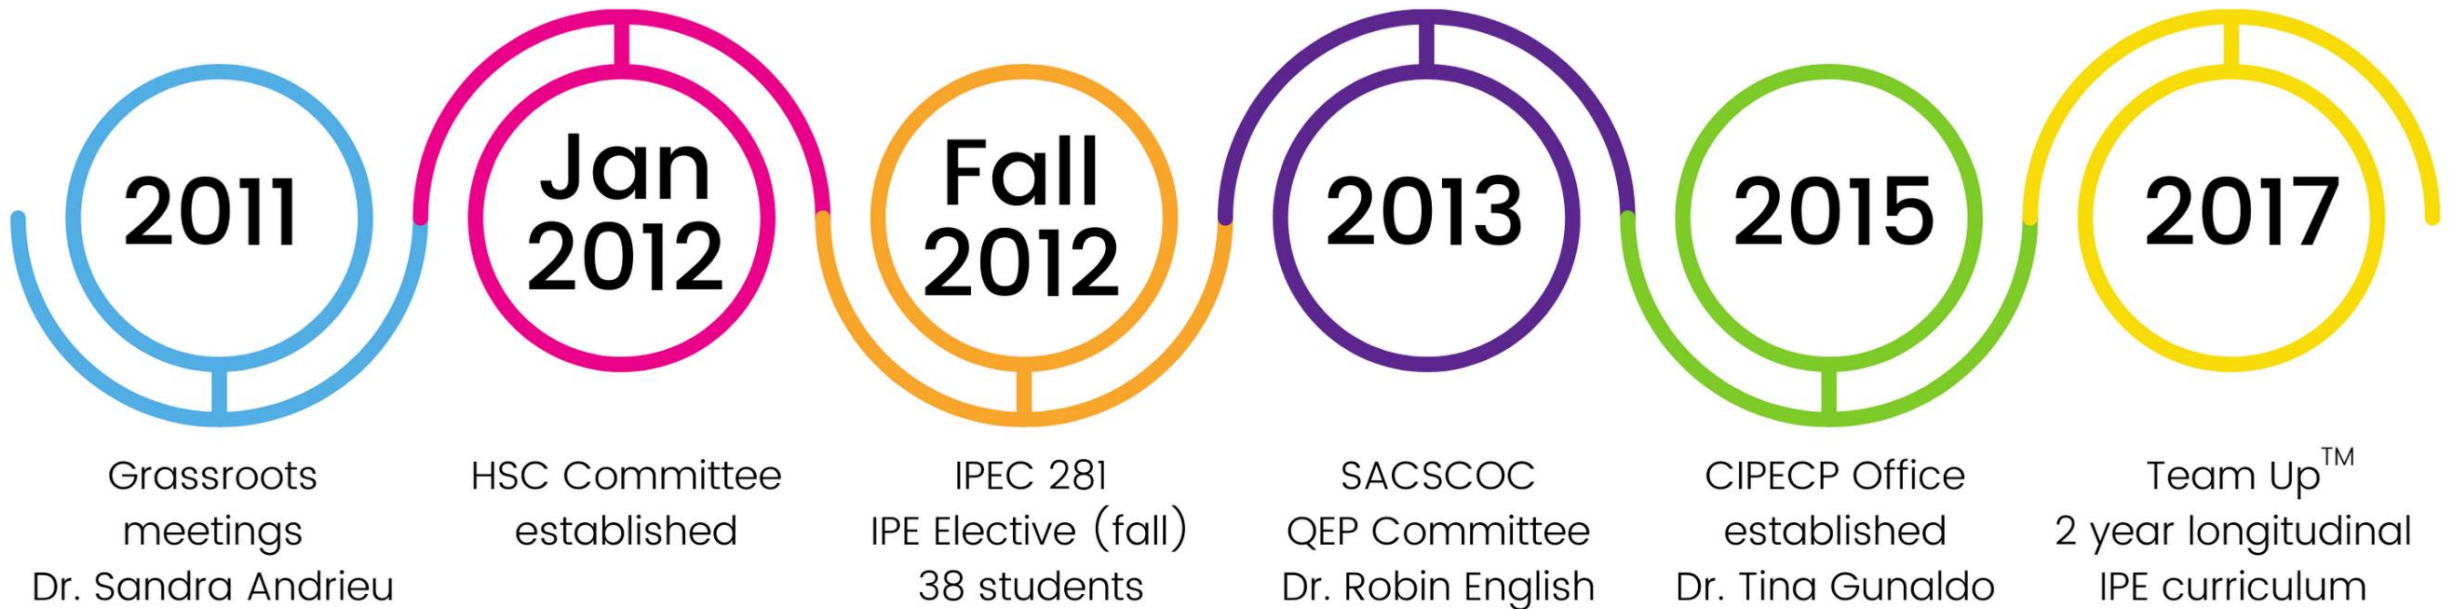 2011
Grassroots
meetings
Dr. Sandra Andrieu
Jan
2012
HSC Committee
established
Fall
2012
IPEC 281
IPE Elective (fall)
38 students
2013
SACSCOC
QEP Committee
Dr. Robin English
2015
CIPECP Office
established
Dr. Tina Gunaldo
2017
Team Up™
2 year longitudinal
IPE curriculum